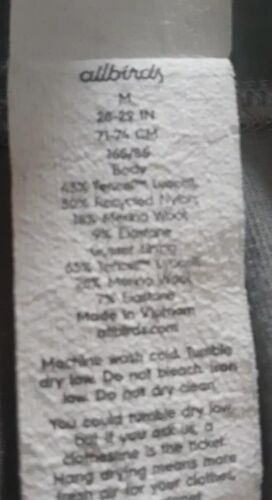 allbirds
M
28-29 IN
71-74 CM
166/86
Body
43% Tencel™ Lyocell,
30% Recycled Nylon,
18% Merino Wool
9% Elastane
Gusset Lining
65% Tencel™ Lyocell
28% Merino Wool
7% Elastane
Made in Vietnam
allbirds.com
Machine wash cold. Tumble
dry low. Do not bleach. Iron
low. Do not dry clean.
You could tumble dry low
but if you ask us, a
clothesline is the ticket.
Hang drying means more
fresh air for your clothes,